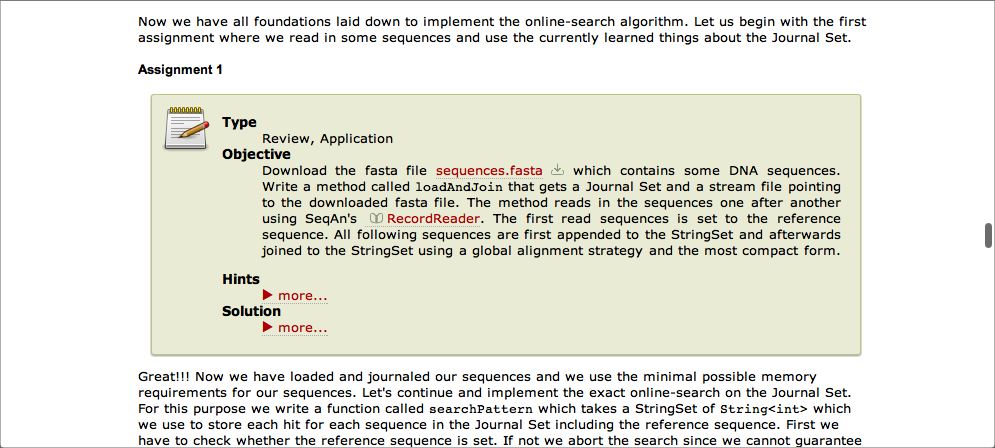 Now we have all foundations laid down to implement the online-search algorithm. Let us begin with the first
assignment where we read in some sequences and use the currently learned things about the Journal Set.
Assignment 1
Type
Review, Application
Objective
Download the fasta file sequences.fasta which contains some DNA sequences.
Write a method called loadAndJoin that gets a Journal Set and a stream file pointing
to the downloaded fasta file. The method reads in the sequences one after another
using SeqAn's RecordReader. The first read sequences is set to the reference
sequence. All following sequences are first appended to the StringSet and afterwards
joined to the StringSet using a global alignment strategy and the most compact form.
Hints
more...
Solution
more...
Great!!! Now we have loaded and journaled our sequences and we use the minimal possible memory
requirements for our sequences. Let's continue and implement the exact online-search on the Journal Set.
For this purpose we write a function called searchPattern which takes a StringSet of String<int> which
we use to store each hit for each sequence in the Journal Set including the reference sequence. First we
have to check whether the reference sequence is set. If not we abort the search since we cannot guarantee